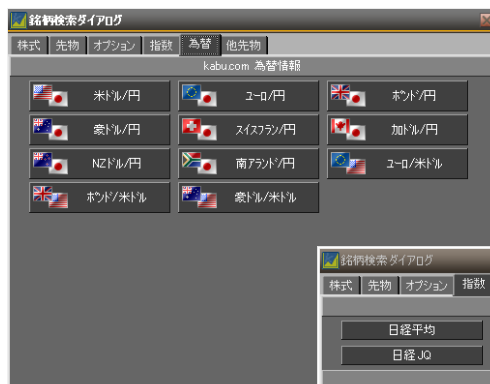 銘柄検索ダイアログ
株式 先物 オプション 指数 為替 他先物
kabu.com 為替情報
米ドル/円 ユーロ/円 ポンド/円
豪ドル/円 スイスフラン/円 加ドル/円
NZドル/円 南アランド/円 ユーロ/米ドル
ポンド/米ドル 豪ドル/米ドル
銘柄検索ダイアログ
株式 先物 オプション 指数
日経平均
日経JQ